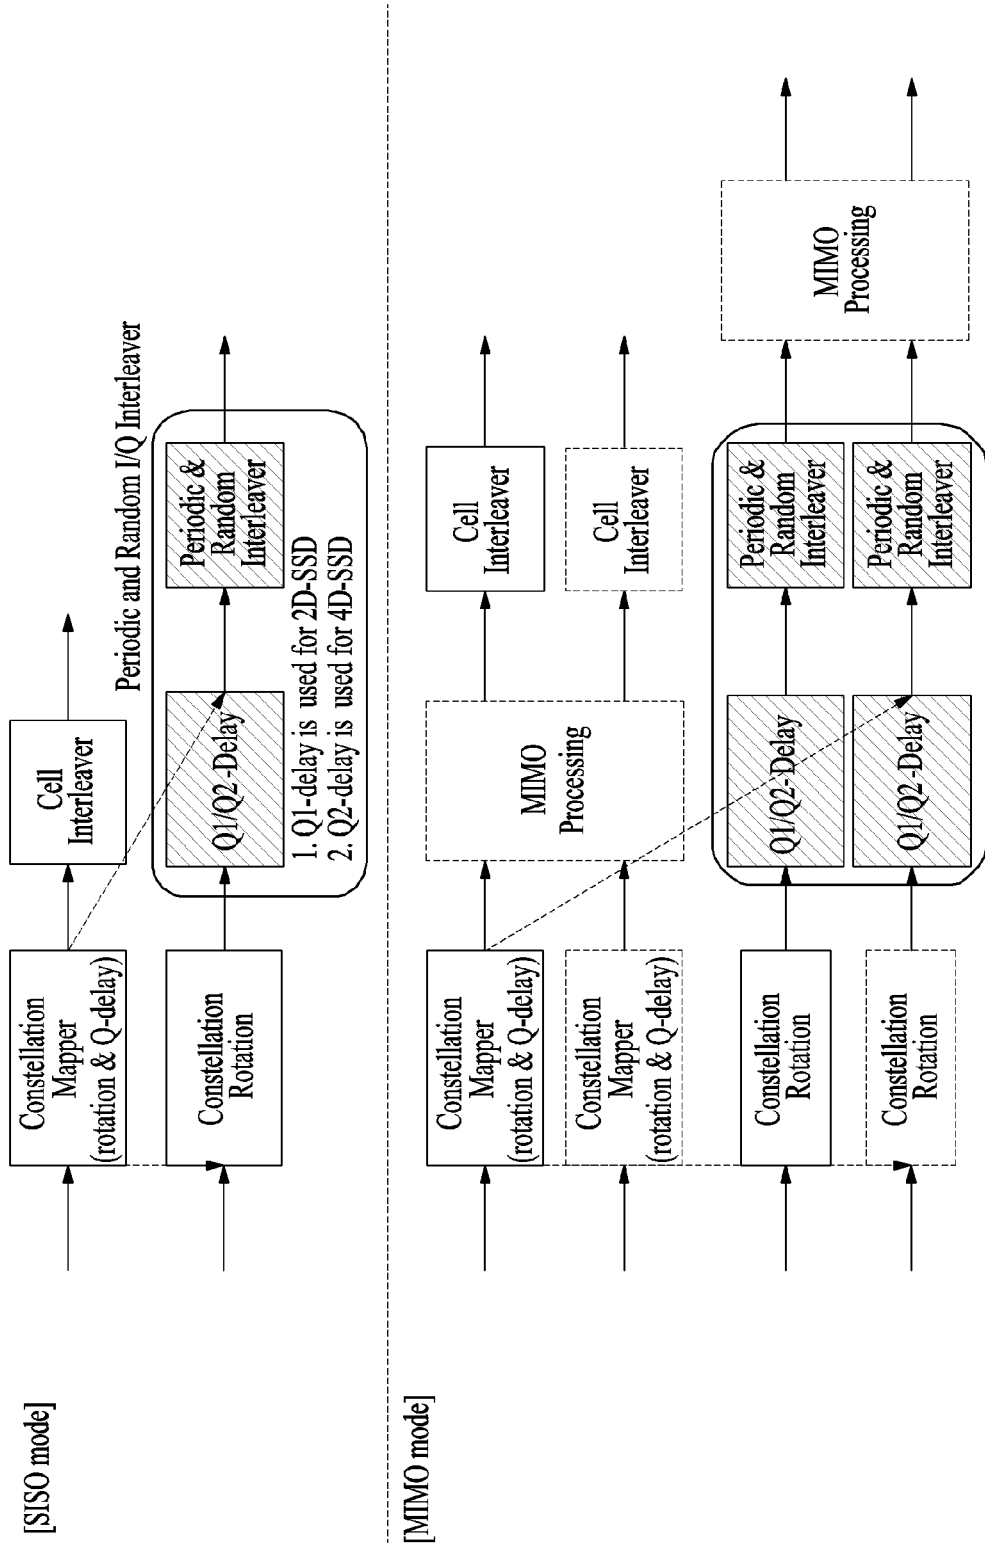 [SISO mode]
Constellation
Mapper
(rotation & Q-delay)
Cell
Interleaver
Periodic and Random I/Q Interleaver
Constellation
Rotation
Q1/Q2-Delay
Periodic &
Random
Interleaver
1. Q1-delay is used for 2D-SSD
2. Q2-delay is used for 4D-SSD
[MIMO mode]
Constellation
Mapper
(rotation & Q-delay)
Constellation
Mapper
(rotation & Q-delay)
MIMO
Processing
Cell
Interleaver
Cell
Interleaver
Constellation
Rotation
Q1/Q2-Delay
Periodic &
Random
Interleaver
Constellation
Rotation
Q1/Q2-Delay
Periodic &
Random
Interleaver
MIMO
Processing